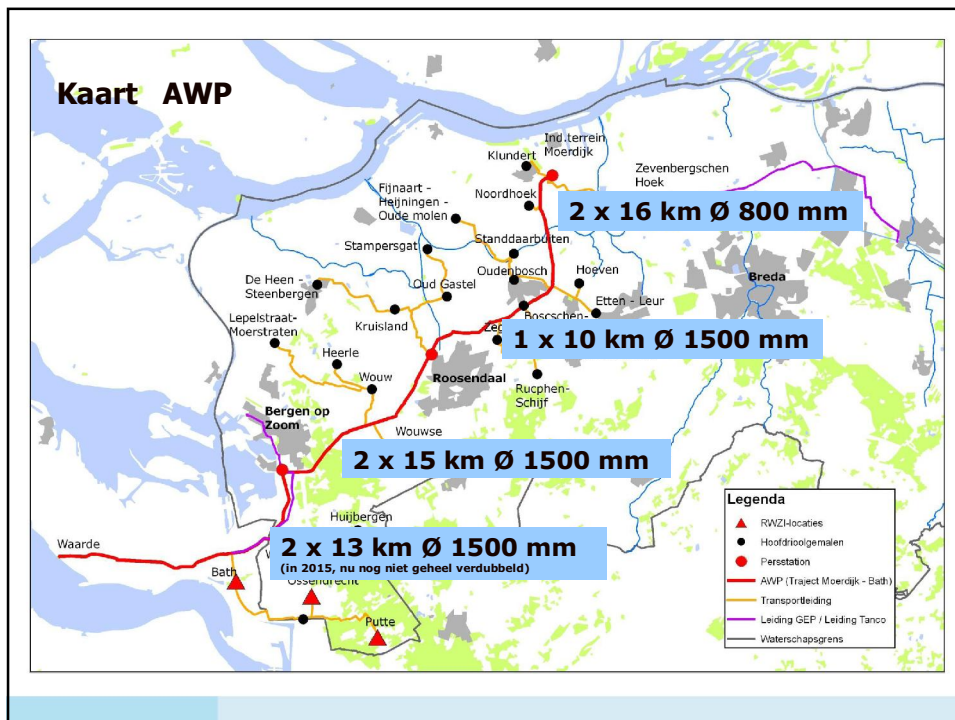 Kaart AWP
Ind.terrein
Moerdijk
Klundert
Zevenbergschen
Hoek
Noordhoek
Fijnaart -
Heijningen -
Oude molen
2 x 16 km Ø 800 mm
Standdaarbuiten
Stampersgat
Oudenbosch
Hoeven
Breda
De Heen
Steenbergen
Oud Gastel
Etten - Leur
Kruisland
Boscschen-
Lepelstraat-
Moerstraten
1 x 10 km Ø 1500 mm
Heerle
Roosendaal
Wouw
Rucphen-
Schijf
Bergen op
Zoom
Wouwse
2 x 15 km Ø 1500 mm
Huijbergen
Waarde
2 x 13 km Ø 1500 mm
(in 2015, nu nog niet geheel verdubbeld)
Bath
Ossendrecht
Putte
Legenda
RWZI-locaties
Hoofdrioolgemalen
Persstation
AWP (Traject Moerdijk - Bath)
Transportleiding
Leiding GEP / Leiding Tanco
Waterschapsgrens